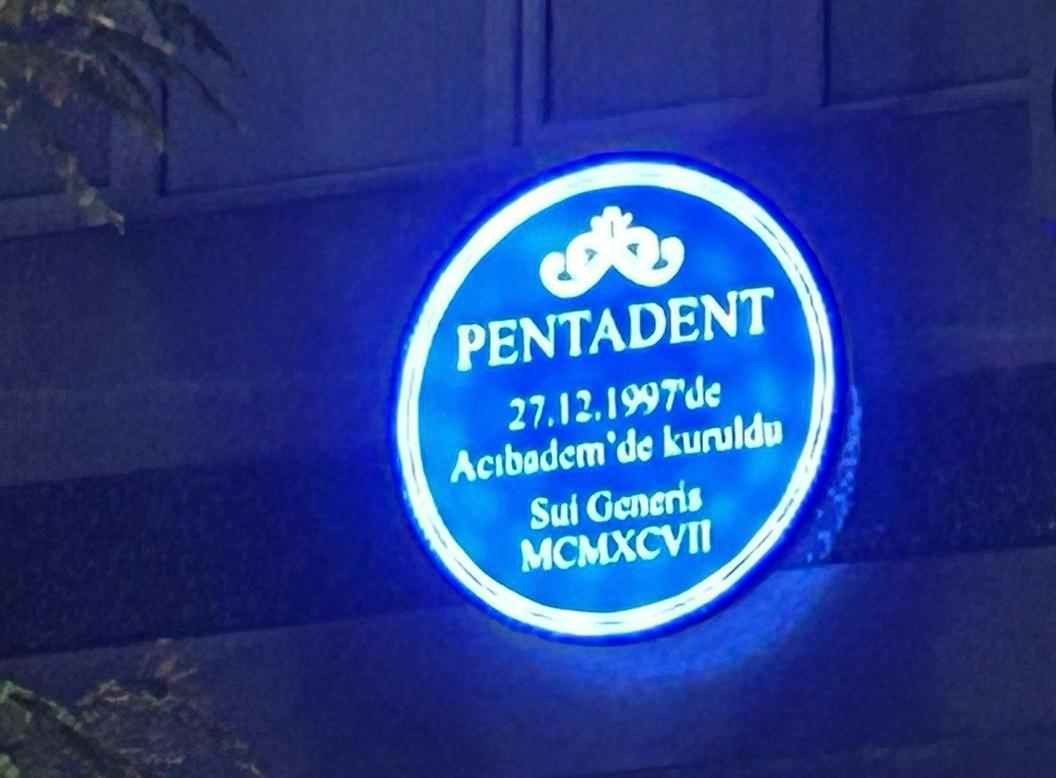 PENTADENT
27.12.1997'de
Acıbadem'de kuruldu
Sui Generis
MCMXCVII